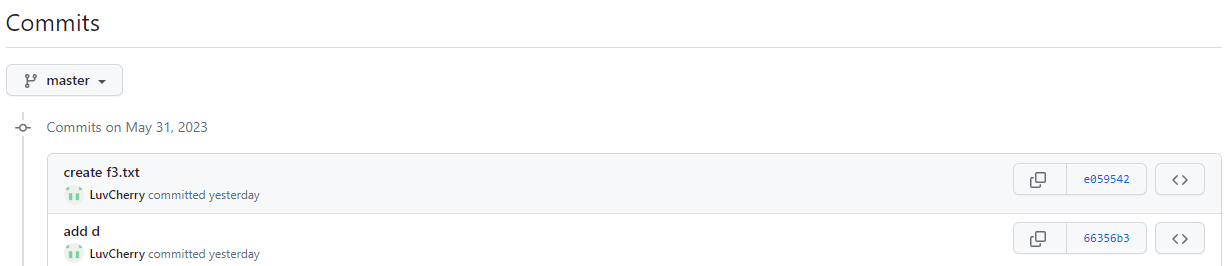 Commits
master
Commits on May 31, 2023
create f3.txt
LuvCherry committed yesterday
e059542
add d
LuvCherry committed yesterday
66356b3